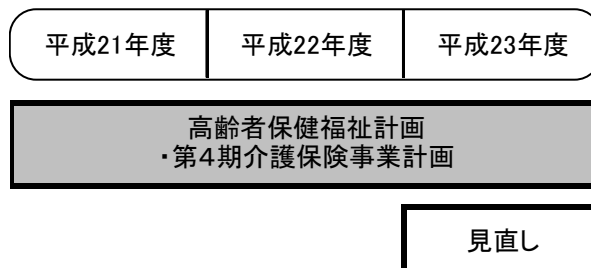 平成21年度 平成22年度 平成23年度
高齢者保健福祉計画
・第４期介護保険事業計画
見直し